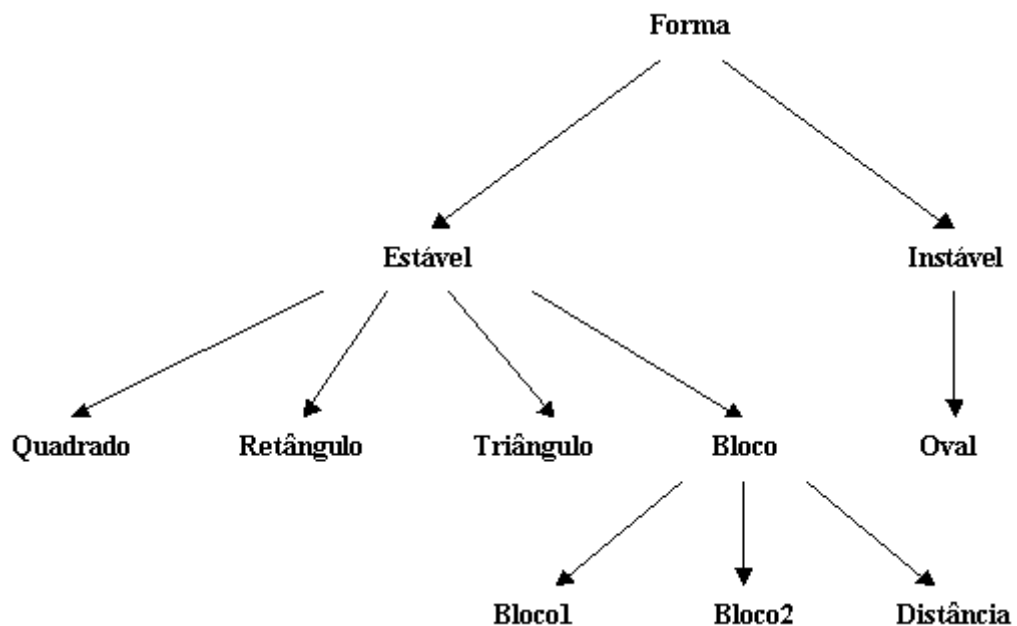 Forma
Estável Instável
Quadrado Retângulo Triângulo Bloco Oval
Bloco1 Bloco2 Distância